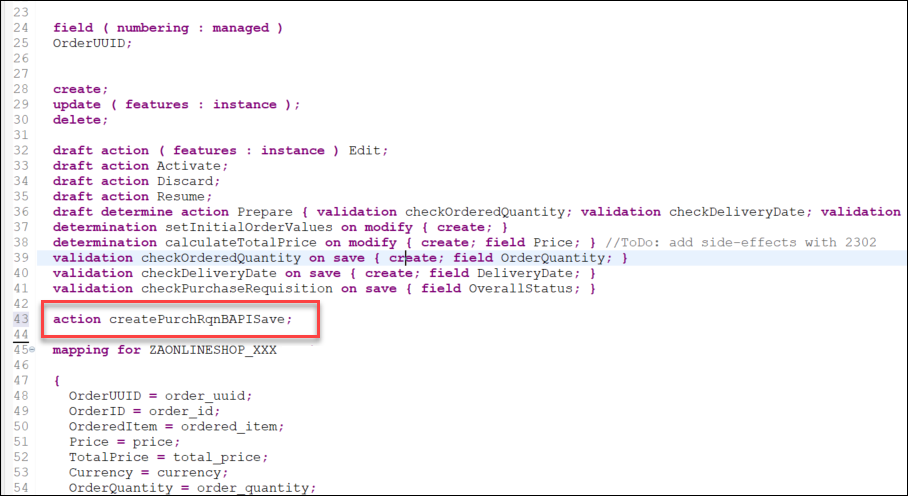 23
24 field ( numbering : managed )
25 OrderUUID;
26
27
28 create;
29 update ( features : instance );
30 delete;
31
32 draft action ( features : instance ) Edit;
33 draft action Activate;
34 draft action Discard;
35 draft action Resume;
36 draft determine action Prepare { validation checkOrderedQuantity; validation checkDeliveryDate; validation
37 determination setInitialOrderValues on modify { create; }
38 determination calculateTotalPrice on modify { create; field Price; } //ToDo: add side-effects with 2302
39 validation checkOrderedQuantity on save { create; field OrderQuantity; }
40 validation checkDeliveryDate on save { create; field DeliveryDate; }
41 validation checkPurchaseRequisition on save { field OverallStatus; }
42
43 action createPurchRqnBAPISave;
44
45 mapping for ZAONLINESHOP_XXX
46
47 {
48 OrderUUID = order_uuid;
49 OrderID = order_id;
50 OrderedItem = ordered_item;
51 Price = price;
52 TotalPrice = total_price;
53 Currency = currency;
54 OrderQuantity = order_quantity;